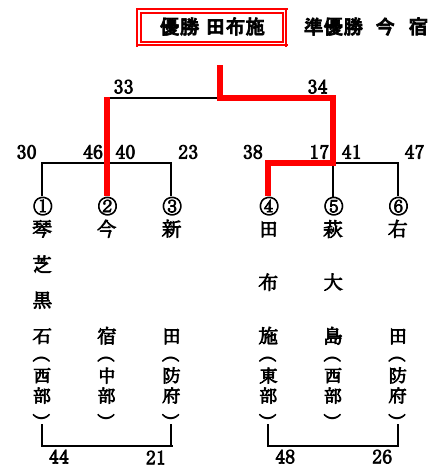 優勝 田布施 準優勝 今 宿
33 34
30 46 40 23 38 17 41 47
① ② ③ ④ ⑤ ⑥
琴芝黒石(西部)
今宿(中部)
新田(防府)
田布施(東部)
萩大島(西部)
右田(防府)
44 21 48 26